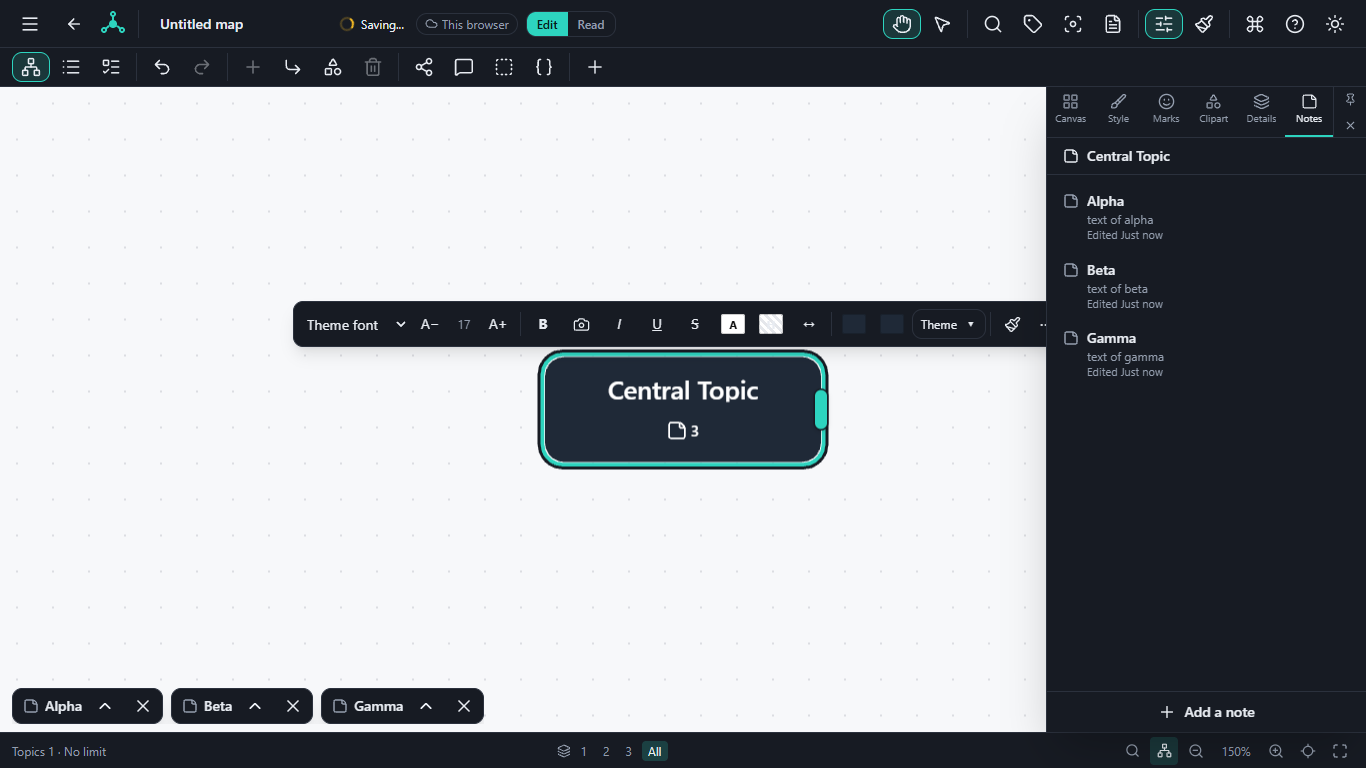 Untitled map
Saving...
This browser
Edit
Read
Canvas
Style
Marks
Clipart
Details
Notes
Central Topic
Alpha
text of alpha
Edited Just now
Beta
text of beta
Edited Just now
Gamma
text of gamma
Edited Just now
Theme font
A−
17
A+
B
I
U
S
A
Theme
Central Topic
3
Alpha
Beta
Gamma
Add a note
Topics 1 · No limit
1 2 3 All
150%